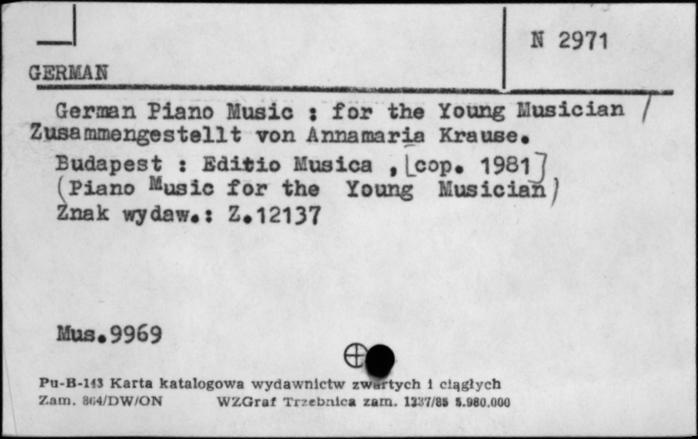 N 2971
GERMAN
German Piano Music : for the Young Musician /
Zusammengestellt von Annamaria Krause.
Budapest : Editio Musica , [cop. 1981]
(Piano Music for the Young Musician)
Znak wydaw.: Z.12137
Mus.9969
Pu-B-143 Karta katalogowa wydawnictw zwartych i ciągłych
Zam. 864/DW/ON WZGraf Trzebnica zam. 1237/85 5.980.000